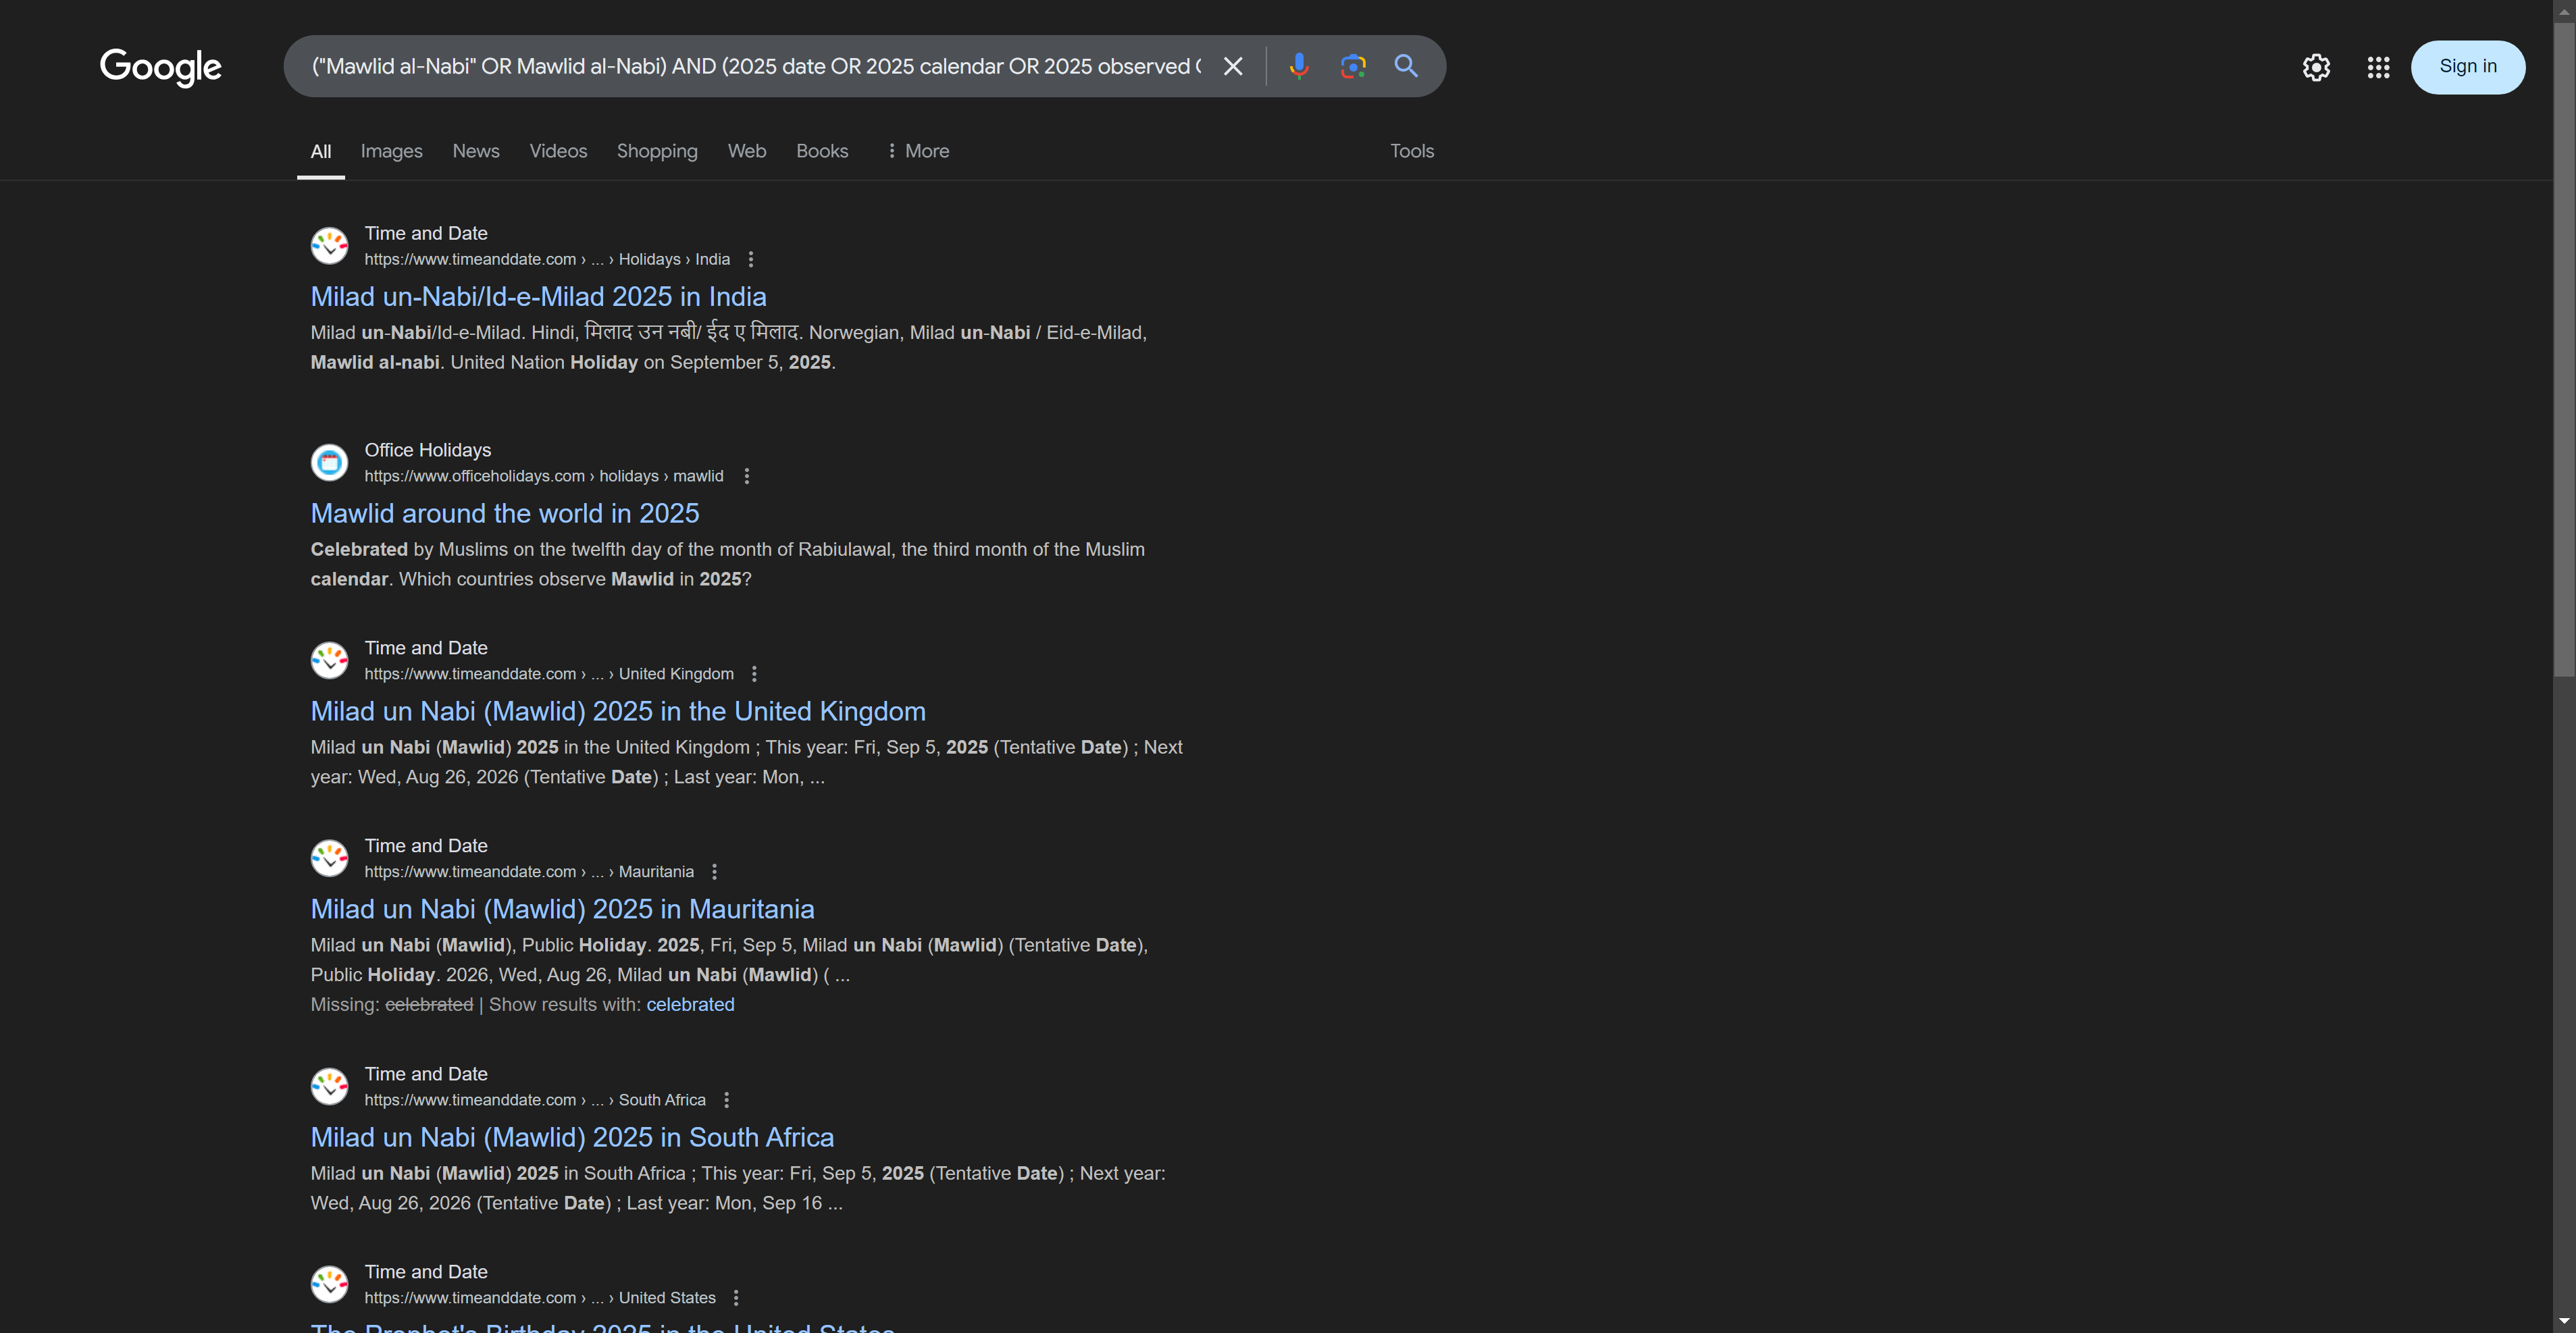 Google
("Mawlid al-Nabi" OR Mawlid al-Nabi) AND (2025 date OR 2025 calendar OR 2025 observed
Sign in
All Images News Videos Shopping Web Books More Tools
Time and Date
https://www.timeanddate.com › ... › Holidays › India
Milad un-Nabi/Id-e-Milad 2025 in India
Milad un-Nabi/Id-e-Milad. Hindi, मिलाद उन नबी/ ईद ए मिलाद. Norwegian, Milad un-Nabi / Eid-e-Milad,
Mawlid al-nabi. United Nation Holiday on September 5, 2025.
Office Holidays
https://www.officeholidays.com › holidays › mawlid
Mawlid around the world in 2025
Celebrated by Muslims on the twelfth day of the month of Rabiulawal, the third month of the Muslim
calendar. Which countries observe Mawlid in 2025?
Time and Date
https://www.timeanddate.com › ... › United Kingdom
Milad un Nabi (Mawlid) 2025 in the United Kingdom
Milad un Nabi (Mawlid) 2025 in the United Kingdom ; This year: Fri, Sep 5, 2025 (Tentative Date) ; Next
year: Wed, Aug 26, 2026 (Tentative Date) ; Last year: Mon, ...
Time and Date
https://www.timeanddate.com › ... › Mauritania
Milad un Nabi (Mawlid) 2025 in Mauritania
Milad un Nabi (Mawlid), Public Holiday. 2025, Fri, Sep 5, Milad un Nabi (Mawlid) (Tentative Date),
Public Holiday. 2026, Wed, Aug 26, Milad un Nabi (Mawlid) ( ...
Missing: celebrated | Show results with: celebrated
Time and Date
https://www.timeanddate.com › ... › South Africa
Milad un Nabi (Mawlid) 2025 in South Africa
Milad un Nabi (Mawlid) 2025 in South Africa ; This year: Fri, Sep 5, 2025 (Tentative Date) ; Next year:
Wed, Aug 26, 2026 (Tentative Date) ; Last year: Mon, Sep 16 ...
Time and Date
https://www.timeanddate.com › ... › United States
The Prophet's Birthday 2025 in the United States